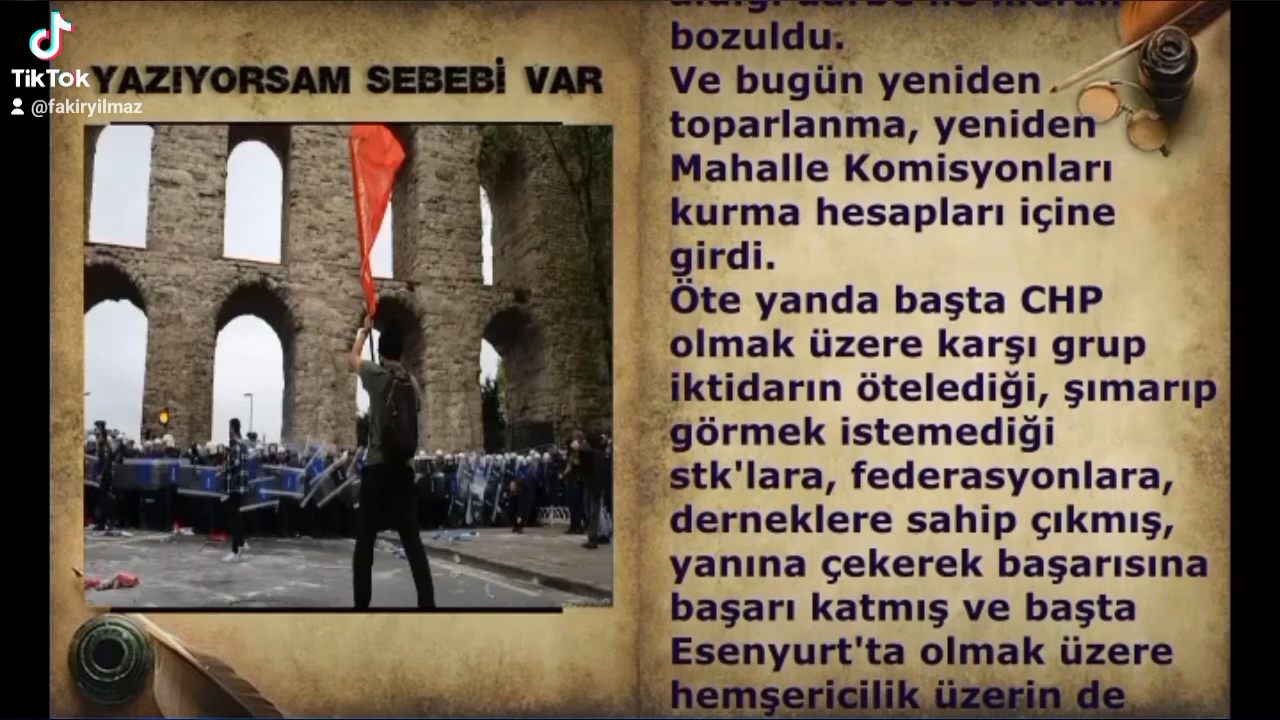 TikTok
@fakiryilmaz
YAZIYORSAM SEBEBİ VAR
bozuldu.
Ve bugün yeniden
toparlanma, yeniden
Mahalle Komisyonları
kurma hesapları içine
girdi.
Öte yanda başta CHP
olmak üzere karşı grup
iktidarın ötelediği, şımarıp
görmek istemediği
stk'lara, federasyonlara,
derneklere sahip çıkmış,
yanına çekerek başarısına
başarı katmış ve başta
Esenyurt'ta olmak üzere
hemşericilik üzerin de